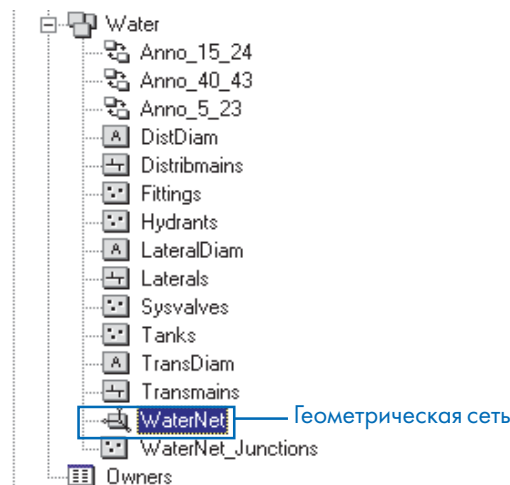 Water
Anno_15_24
Anno_40_43
Anno_5_23
A DistDiam
Distribmains
Fittings
Hydrants
A LateralDiam
Laterals
Sysvalves
Tanks
A TransDiam
Transmains
WaterNet Геометрическая сеть
WaterNet_Junctions
Owners